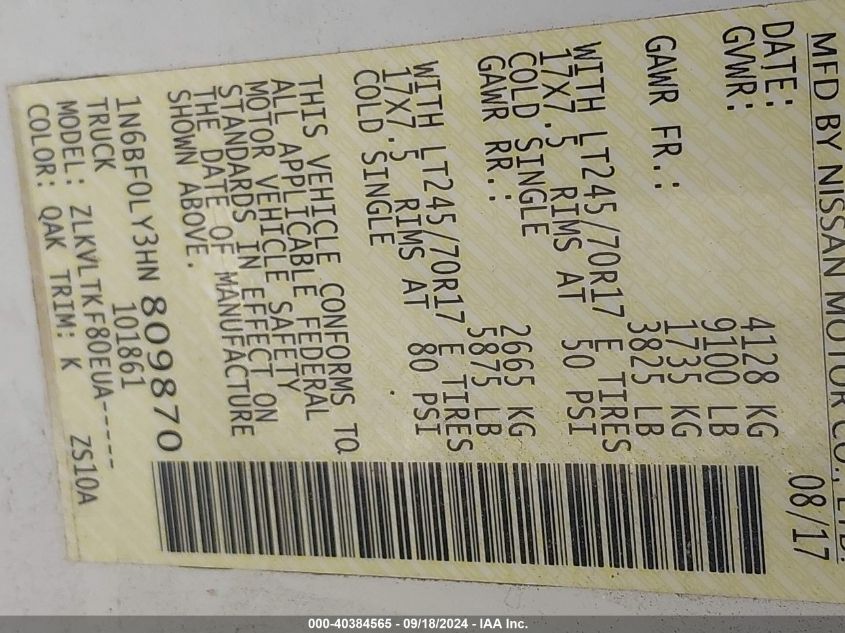 MFD BY NISSAN MOTOR CO., LTD.
DATE: 08/17
GVWR: 4128 KG
9100 LB
GAWR FR.: 1735 KG
3825 LB
WITH LT245/70R17 E TIRES
17X7.5 RIMS AT 50 PSI
COLD SINGLE
GAWR RR.: 2665 KG
5875 LB
WITH LT245/70R17 E TIRES
17X7.5 RIMS AT 80 PSI
COLD SINGLE
THIS VEHICLE CONFORMS TO
ALL APPLICABLE FEDERAL
MOTOR VEHICLE SAFETY
STANDARDS IN EFFECT ON
THE DATE OF MANUFACTURE
SHOWN ABOVE.
1N6BF0LY3HN 809870
TRUCK 101861
MODEL: ZLKVLTKF80EUA-----
COLOR: QAK TRIM: K ZS10A
000-40384565 - 09/18/2024 - IAA Inc.